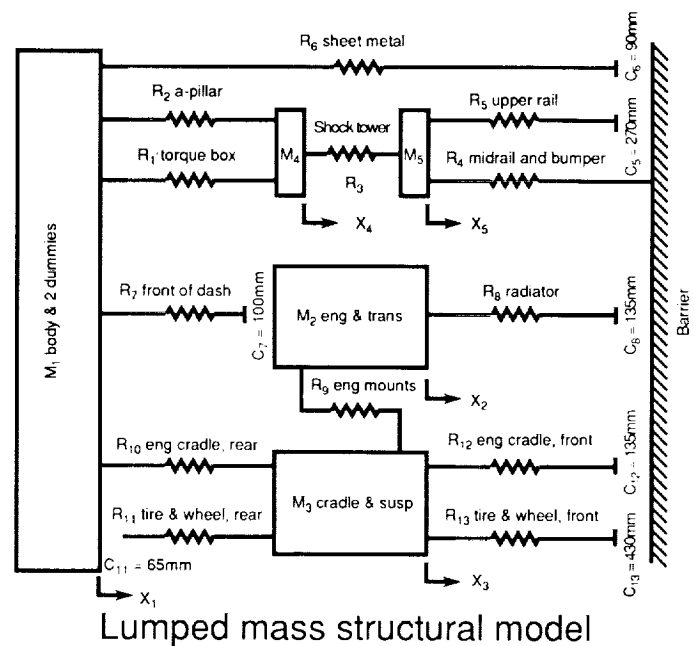 R₆ sheet metal
C₆ = 90mm
R₂ a-pillar
R₅ upper rail
C₅ = 270mm
Shock tower
M₄
M₅
R₁ torque box
R₃
R₄ midrail and bumper
X₄
X₅
M₁ body & 2 dummies
R₇ front of dash
C₇ = 100mm
M₂ eng & trans
R₈ radiator
C₈ = 135mm
Barrier
R₉ eng mounts
X₂
R₁₀ eng cradle, rear
R₁₂ eng cradle, front
C₁₂ = 135mm
M₃ cradle & susp
R₁₁ tire & wheel, rear
R₁₃ tire & wheel, front
C₁₃ = 430mm
C₁₁ = 65mm
X₁
X₃
Lumped mass structural model